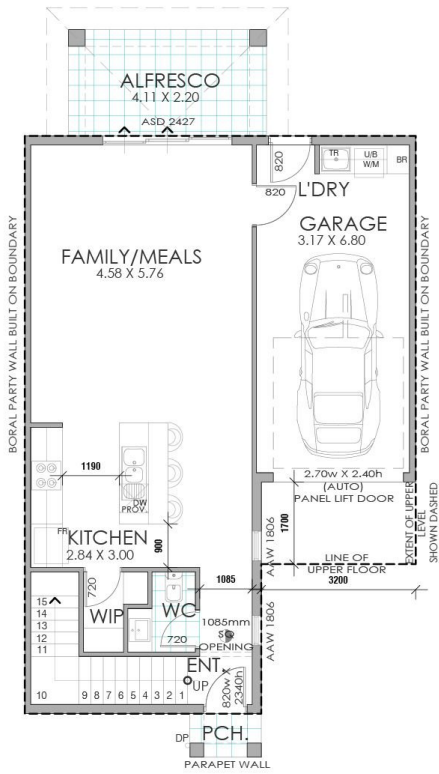 ALFRESCO
4.11 X 2.20
ASD 2427
820
820
TR
U/B
W/M
BR
L'DRY
GARAGE
3.17 X 6.80
FAMILY/MEALS
4.58 X 5.76
BORAL PARTY WALL BUILT ON BOUNDARY
BORAL PARTY WALL BUILT ON BOUNDARY
1190
DW
PROV.
2.70w X 2.40h
(AUTO)
PANEL LIFT DOOR
EXTENT OF UPPER
LEVEL
SHOWN DASHED
FR
KITCHEN
2.84 X 3.00
900
1700
AAW 1806
LINE OF
UPPER FLOOR
3200
1085
720
WIP
WC
720
1085mm
SQ
OPENING
AAW 1806
15
14
13
12
11
10
9 8 7 6 5 4 3 2 1
ENT.
UP
820w X
2340h
DP
PCH.
PARAPET WALL